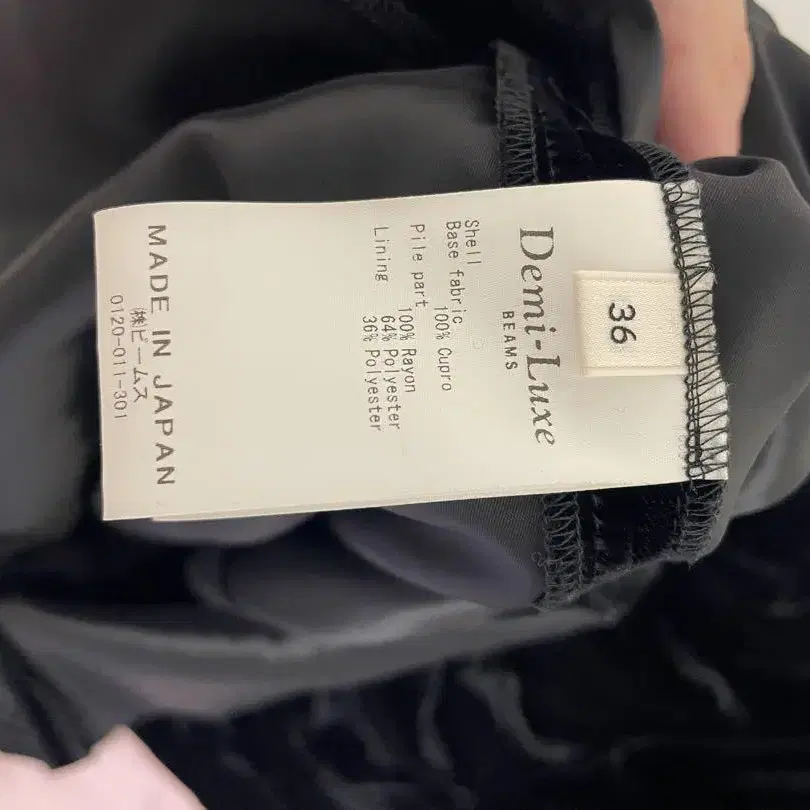 36
Demi-Luxe
BEAMS
Shell
Base fabric 100% Cupro
Pile part 100% Rayon
64% Polyester
Lining 36% Polyester
MADE IN JAPAN
㈱ビームス
0120-011-301